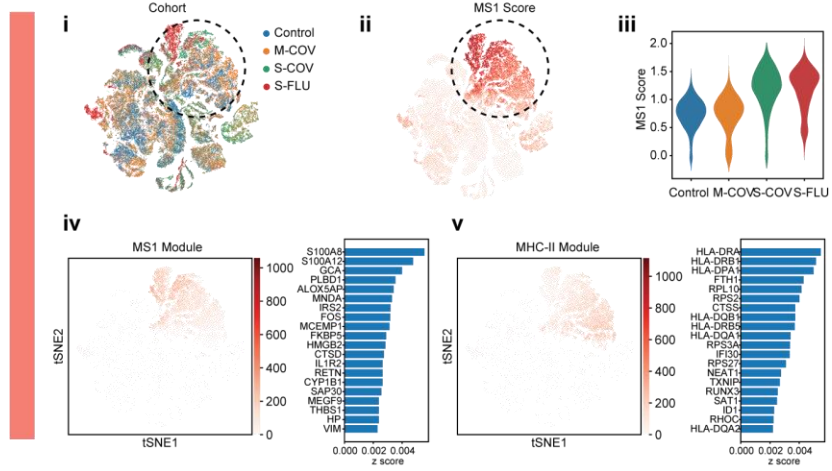 i
Cohort
Control
M-COV
S-COV
S-FLU
ii
MS1 Score
iii
MS1 Score
2.0
1.5
1.0
0.5
0.0
Control M-COV S-COV S-FLU
iv
MS1 Module
tSNE2
tSNE1
1000
800
600
400
200
0
S100A8
S100A12
GCA
PLBD1
ALOX5AP
MNDA
IRS2
FOS
MCEMP1
FKBP5
HMGB2
CTSD
IL1R2
RETN
CYP1B1
SAP30
MEGF9
THBS1
HP
VIM
0.000 0.002 0.004
z score
v
MHC-II Module
tSNE2
tSNE1
1000
800
600
400
200
0
HLA-DRA
HLA-DRB1
HLA-DPA1
FTH1
RPL10
RPS2
CTSS
HLA-DQB1
HLA-DRB5
HLA-DQA1
RPS3A
IFI30
RPS27
NEAT1
TXNIP
RUNX3
SAT1
ID1
RHOC
HLA-DQA2
0.000 0.002 0.004
z score